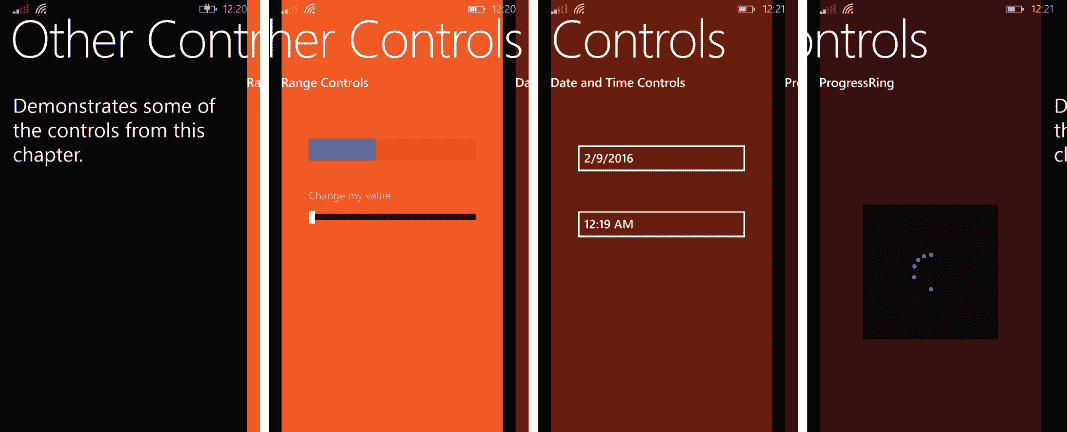 12:20
Other Contr
Ra
Demonstrates some of
the controls from this
chapter.
12:20
her Controls
Range Controls
Da
Change my value
12:21
Controls
Date and Time Controls
Pr
2/9/2016
12:19 AM
12:21
ontrols
ProgressRing
D
th
cl